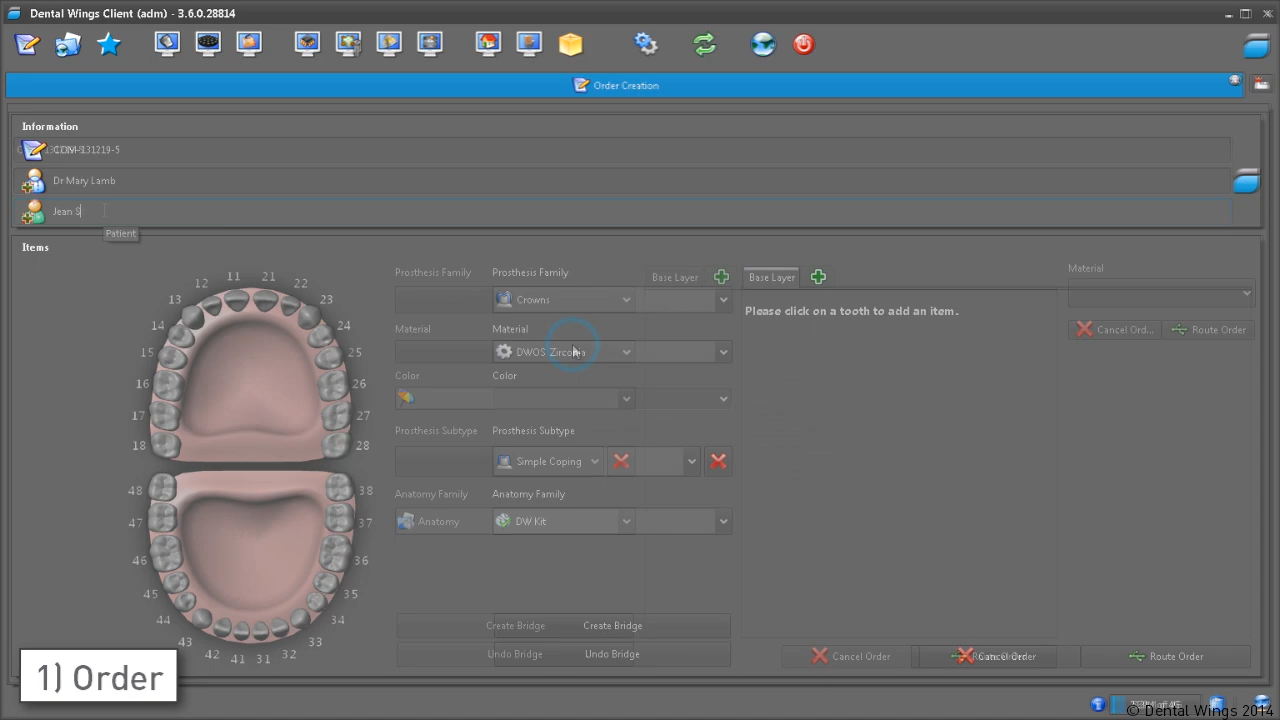 Dental Wings Client (adm) - 3.6.0.28814
Order Creation
Information
Dr Mary Lamb
Jean S
Patient
Items
11 21
12 22
13 23
14 24
15 25
16 26
17 27
18 28
48 38
47 37
46 36
45 35
44 34
43 33
42 41 31 32
Prosthesis Family Prosthesis Family
Crowns
Material Material
DWOS Zirconia
Color Color
Prosthesis Subtype Prosthesis Subtype
Simple Coping
Anatomy Family Anatomy Family
Anatomy DW Kit
Create Bridge Create Bridge
Undo Bridge Undo Bridge
Base Layer Base Layer
Please click on a tooth to add an item.
Material
Cancel Ord... Route Order
Cancel Order Cancel Order Route Order
1) Order
© Dental Wings 2014